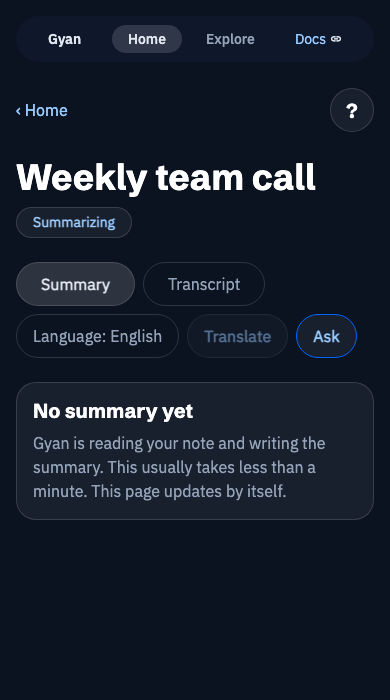 Gyan Home Explore Docs
‹ Home ?
Weekly team call
Summarizing
Summary Transcript
Language: English Translate Ask
No summary yet
Gyan is reading your note and writing the
summary. This usually takes less than a
minute. This page updates by itself.